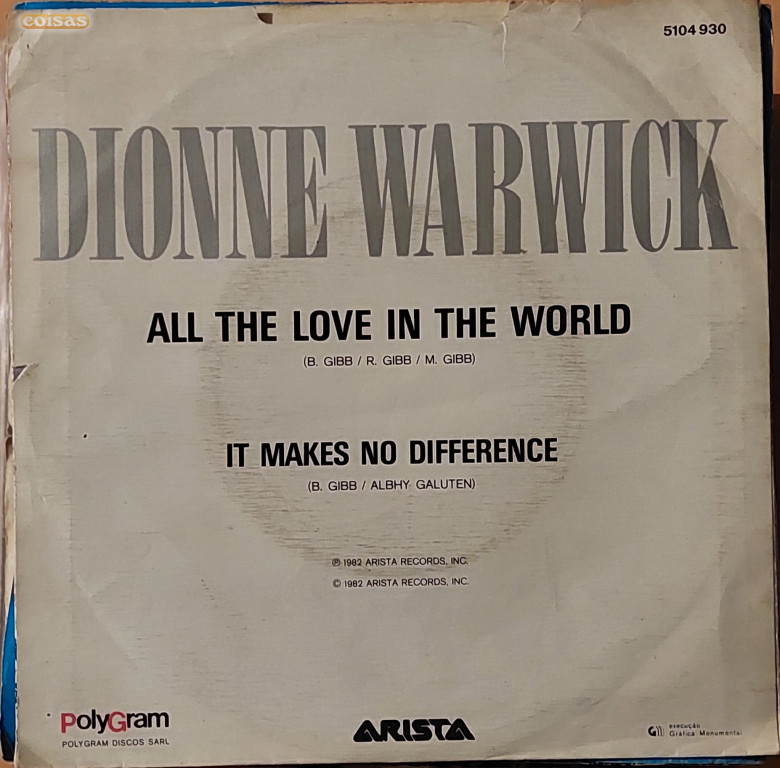 coisas
5104 930
DIONNE WARWICK
ALL THE LOVE IN THE WORLD
(B. GIBB / R. GIBB / M. GIBB)
IT MAKES NO DIFFERENCE
(B. GIBB / ALBHY GALUTEN)
℗ 1982 ARISTA RECORDS, INC.
© 1982 ARISTA RECORDS, INC.
PolyGram
POLYGRAM DISCOS SARL
ARISTA
execução
Gráfica Monumental